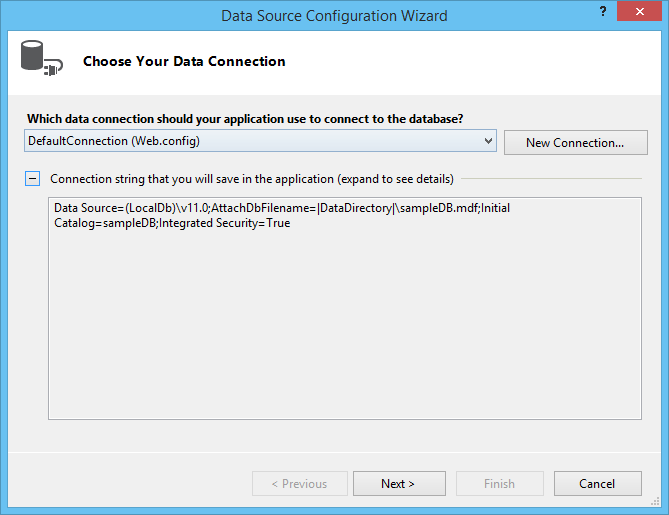 Data Source Configuration Wizard
?
Choose Your Data Connection
Which data connection should your application use to connect to the database?
DefaultConnection (Web.config)
New Connection...
Connection string that you will save in the application (expand to see details)
Data Source=(LocalDb)\v11.0;AttachDbFilename=|DataDirectory|\sampleDB.mdf;Initial
Catalog=sampleDB;Integrated Security=True
< Previous
Next >
Finish
Cancel